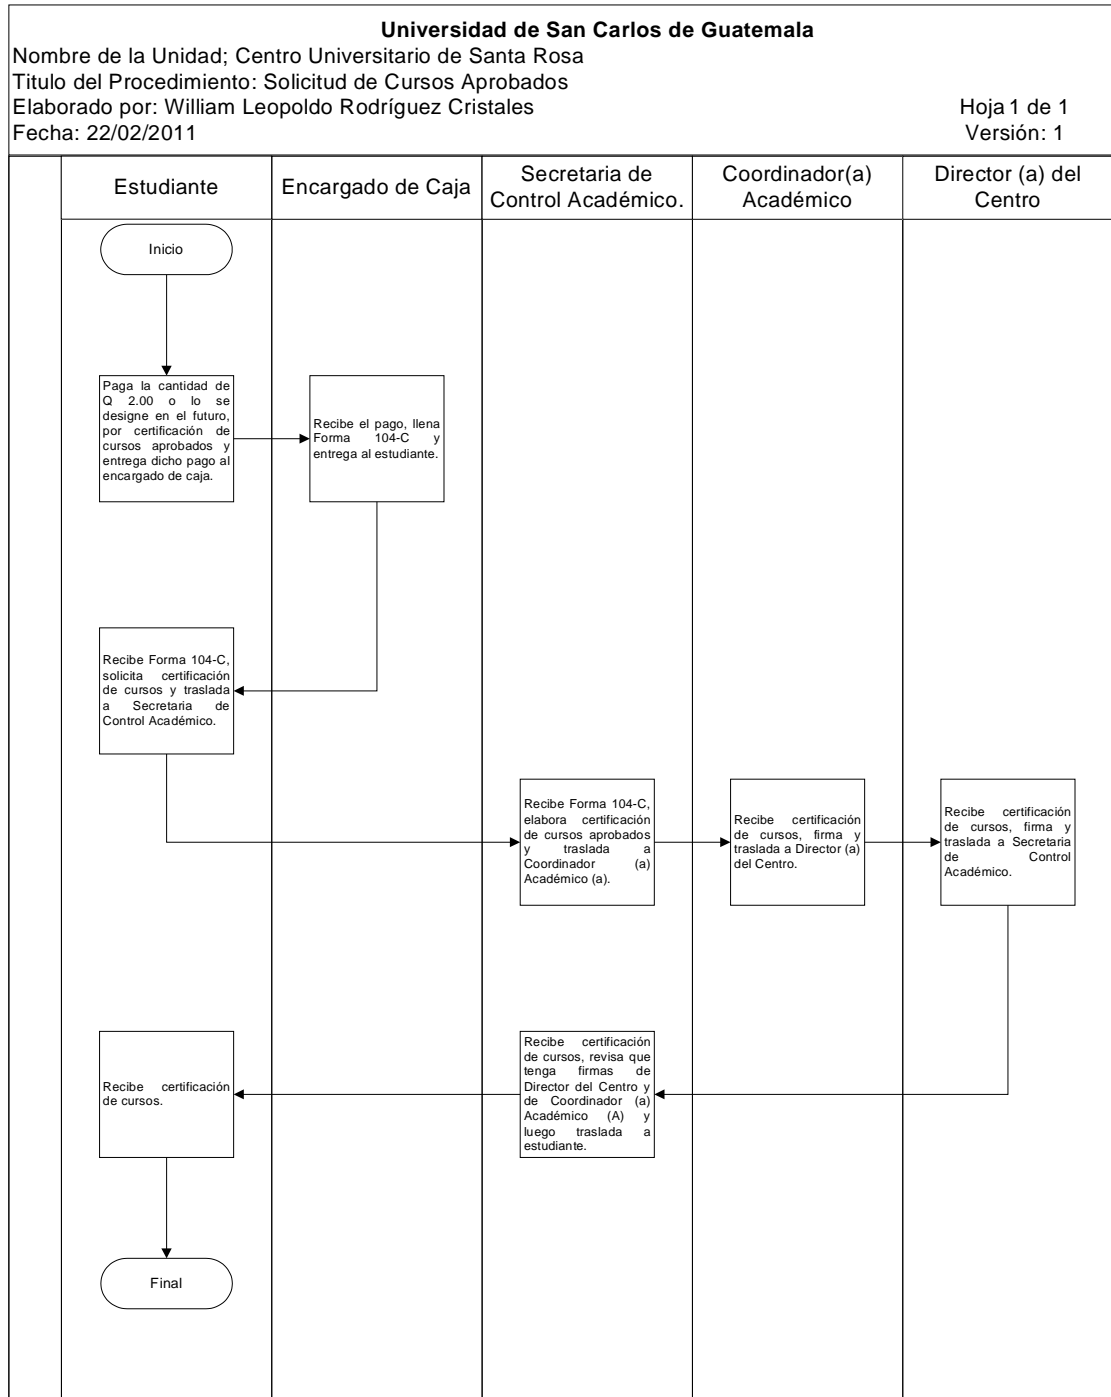 Universidad de San Carlos de Guatemala
Nombre de la Unidad; Centro Universitario de Santa Rosa
Titulo del Procedimiento: Solicitud de Cursos Aprobados
Elaborado por: William Leopoldo Rodríguez Cristales
Hoja 1 de 1
Fecha: 22/02/2011
Versión: 1
Estudiante
Encargado de Caja
Secretaria de
Control Académico.
Coordinador(a)
Académico
Director (a) del
Centro
Inicio
Paga la cantidad de
Q 2.00 o lo se
designe en el futuro,
por certificación de
cursos aprobados y
entrega dicho pago al
encargado de caja.
Recibe el pago, llena
Forma 104-C y
entrega al estudiante.
Recibe Forma 104-C,
solicita certificación
de cursos y traslada
a Secretaria de
Control Académico.
Recibe Forma 104-C,
elabora certificación
de cursos aprobados
y traslada a
Coordinador (a)
Académico (a).
Recibe certificación
de cursos, firma y
traslada a Director (a)
del Centro.
Recibe certificación
de cursos, firma y
traslada a Secretaria
de Control
Académico.
Recibe certificación
de cursos, revisa que
tenga firmas de
Director del Centro y
de Coordinador (a)
Académico (A) y
luego traslada a
estudiante.
Recibe certificación
de cursos.
Final